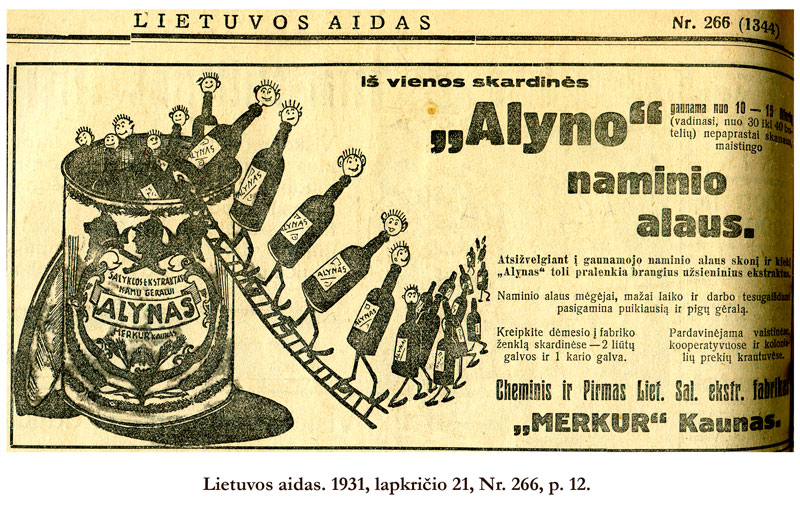 LIETUVOS AIDAS
Nr. 266 (1344)
Iš vienos skardinės
„Alyno“
gaunama nuo 10 — 15
(vadinasi, nuo 30 iki 40
telių) nepaprastai
maistingo
naminio
alaus.
Atsižvelgiant į gaunamojo naminio alaus skonį ir
„Alynas“ toli pralenkia brangius užsieninius ekstraktus.
Naminio alaus mėgėjai, mažai laiko ir darbo
pasigamina puikiausią ir pigų gėralą.
Kreipkite dėmesio į fabriko
ženklą skardinėse—2 liūtų
galvos ir 1 kario galva.
Pardavinėjama
kooperatyvuose ir
lių prekių krautuvėse.
Cheminis ir Pirmas Liet. Sal. ekstr.
„MERKUR“ Kaunas.
SALYKLOS EKSTRAKTAS
NAMŲ GĖRALUI
ALYNAS
MERKUR KAUNAS
ALYNAS
ALYNAS
ALYNAS
ALYNAS
ALYNAS
ALYNAS
Lietuvos aidas. 1931, lapkričio 21, Nr. 266, p. 12.